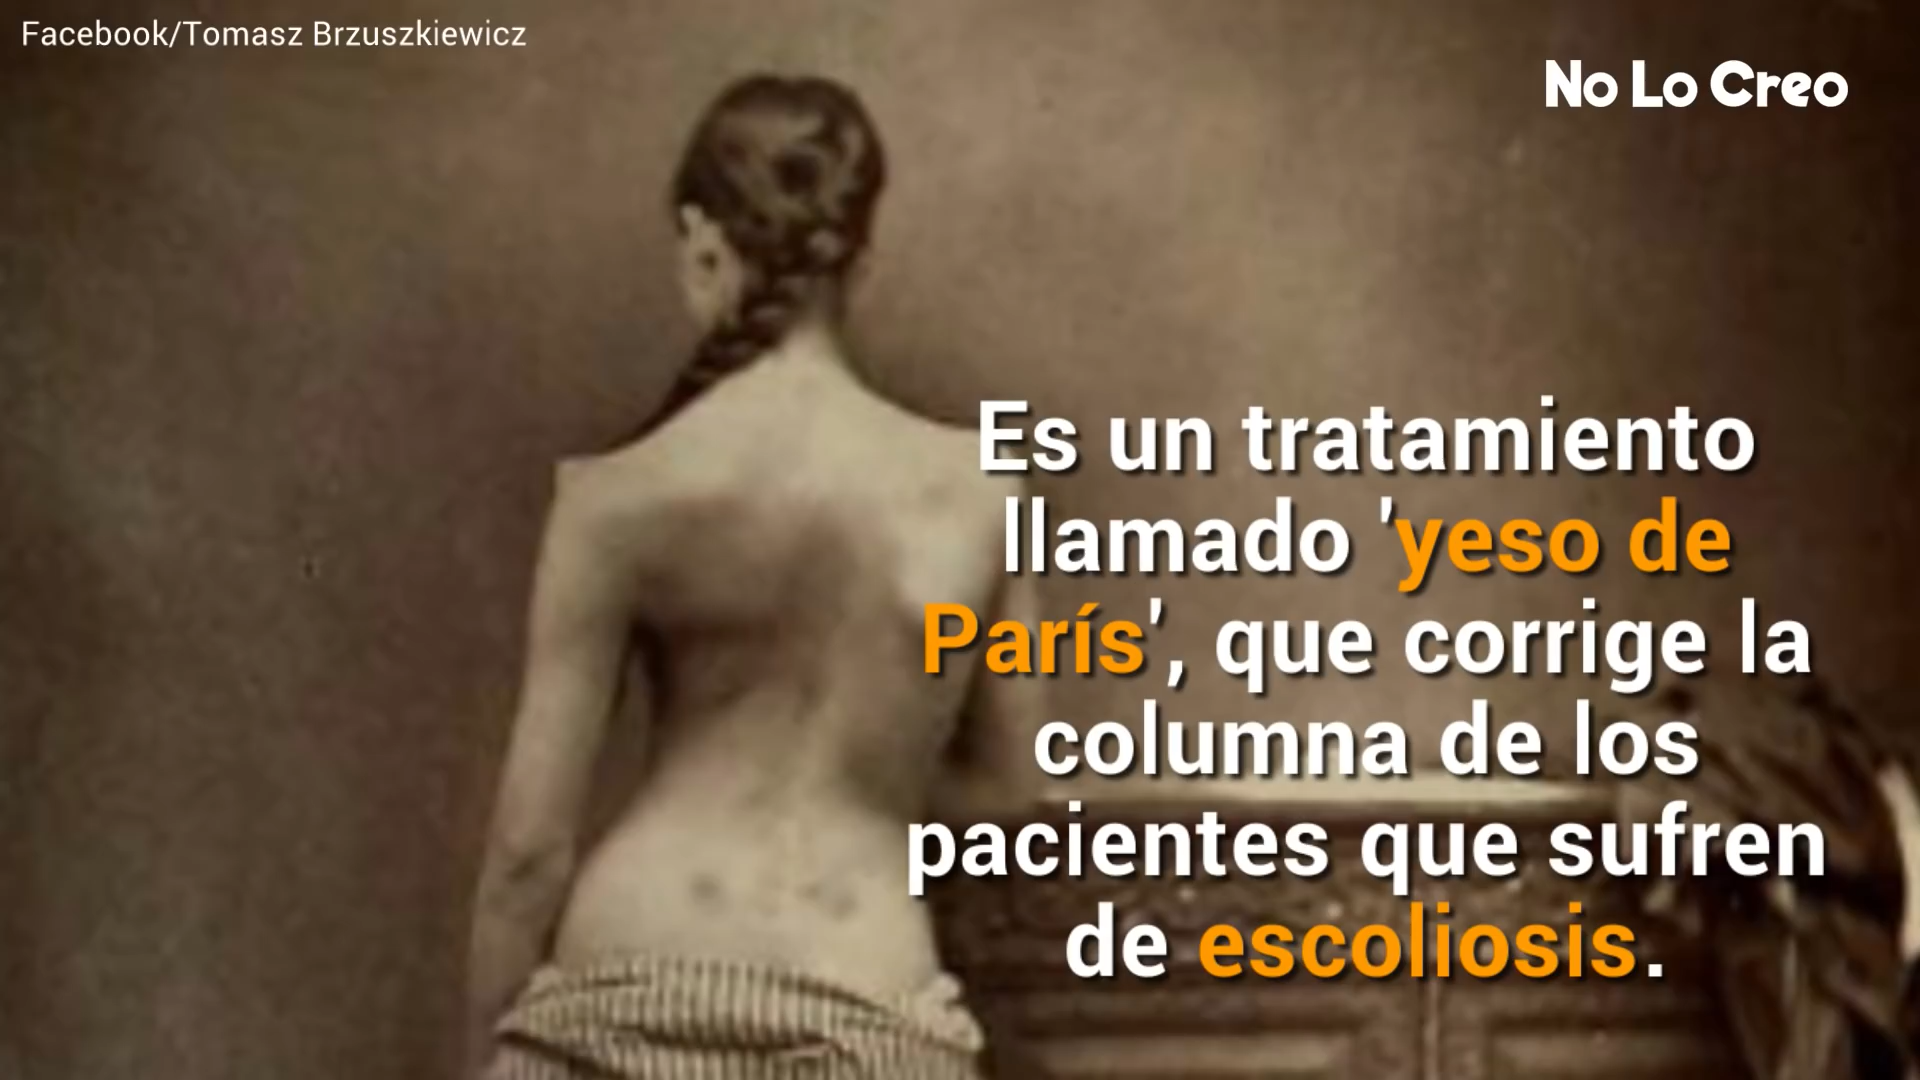 Facebook/Tomasz Brzuszkiewicz
No Lo Creo
Es un tratamiento
llamado 'yeso de
París', que corrige la
columna de los
pacientes que sufren
de escoliosis.